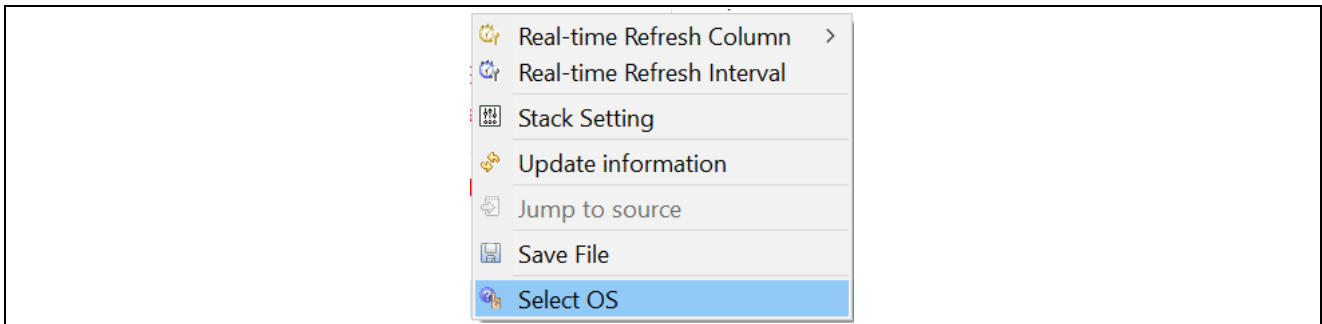 Real-time Refresh Column >
Real-time Refresh Interval
Stack Setting
Update information
Jump to source
Save File
Select OS